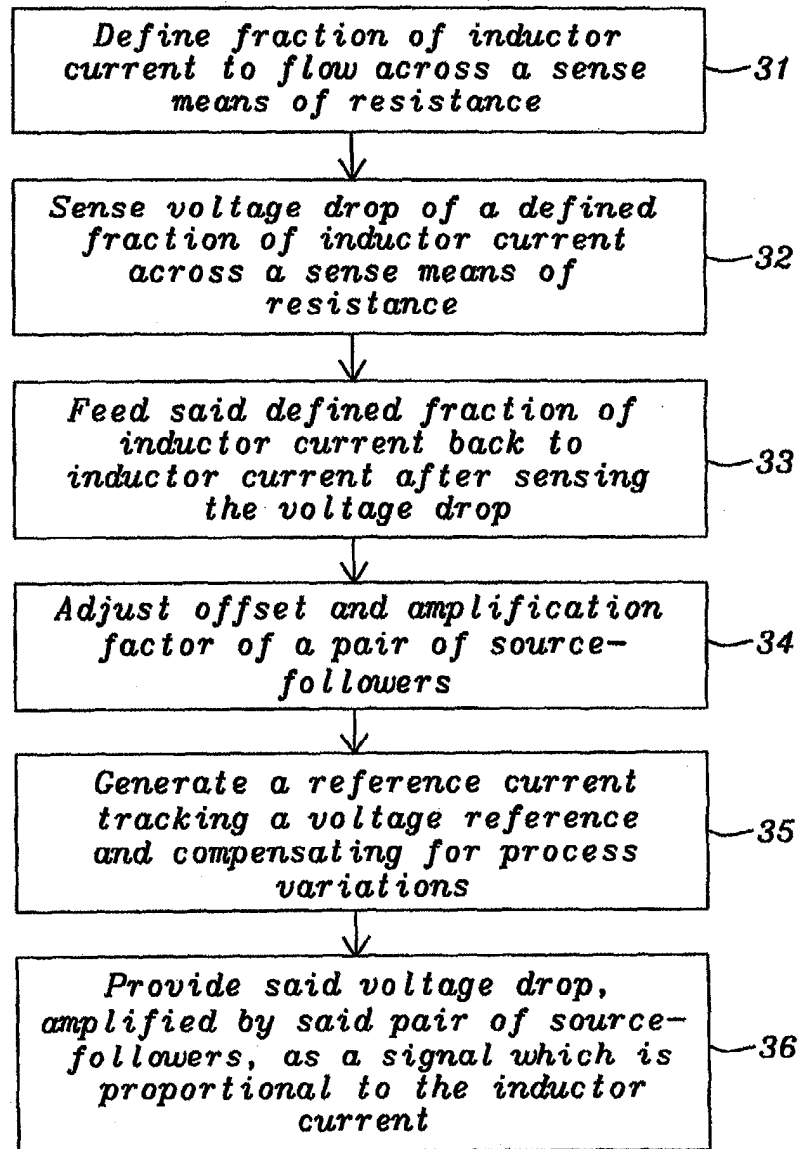 Define fraction of inductor
current to flow across a sense
means of resistance
31
Sense voltage drop of a defined
fraction of inductor current
across a sense means of
resistance
32
Feed said defined fraction of
inductor current back to
inductor current after sensing
the voltage drop
33
Adjust offset and amplification
factor of a pair of source-
followers
34
Generate a reference current
tracking a voltage reference
and compensating for process
variations
35
Provide said voltage drop,
amplified by said pair of source-
followers, as a signal which is
proportional to the inductor
current
36